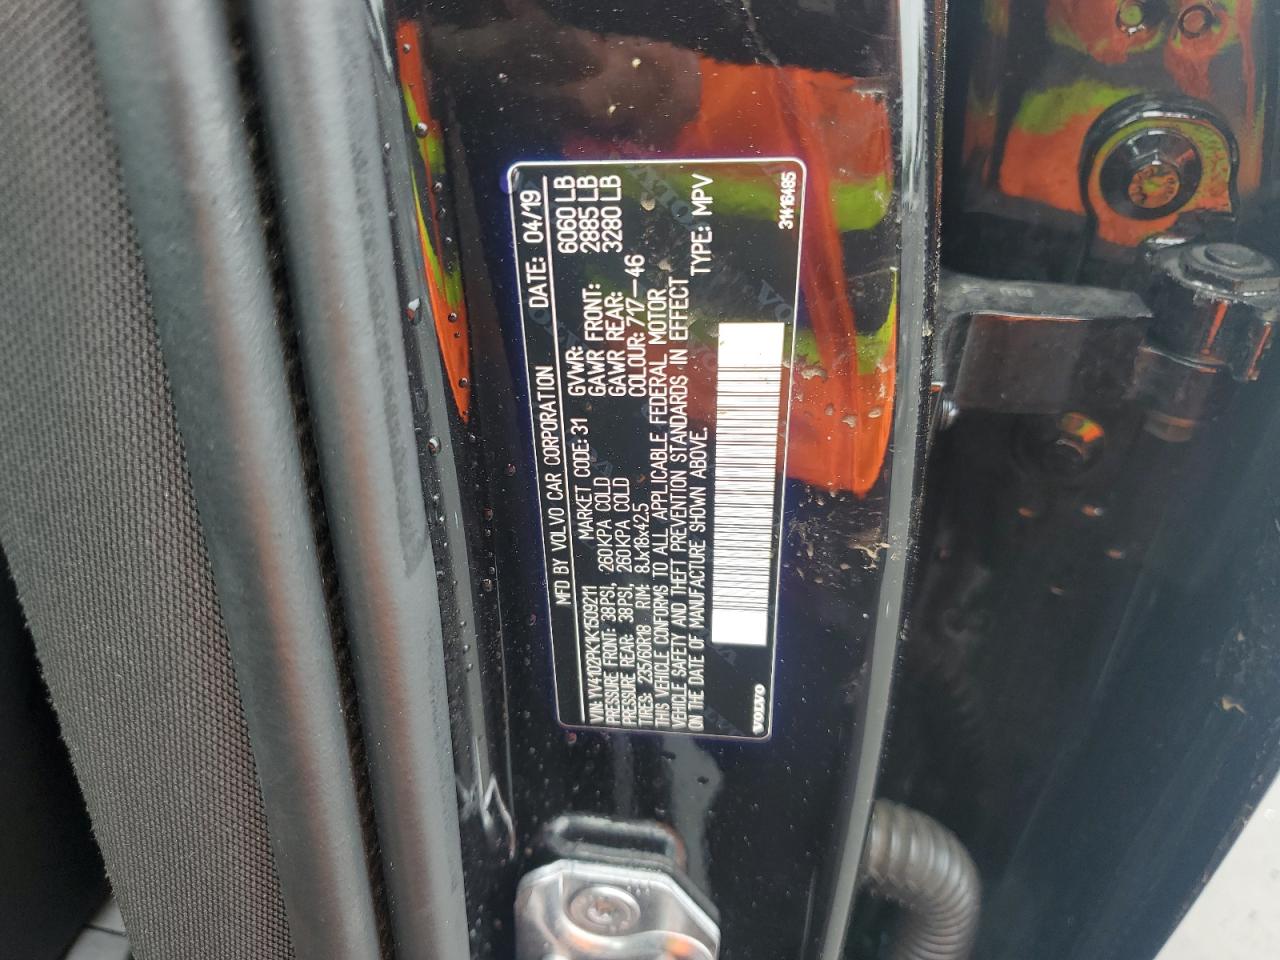 MFD BY VOLVO CAR CORPORATION DATE: 04/19
VIN: YV4102PK1K1509211 MARKET CODE: 31 GVWR: 6060 LB
PRESSURE FRONT: 38PSI, 260KPA COLD GAWR FRONT: 2885 LB
PRESSURE REAR: 38PSI, 260KPA COLD GAWR REAR: 3280 LB
TIRES: 235/60R18 RIM: 8Jx18x42.5 COLOUR: 717-46
THIS VEHICLE CONFORMS TO ALL APPLICABLE FEDERAL MOTOR
VEHICLE SAFETY AND THEFT PREVENTION STANDARDS IN EFFECT
ON THE DATE OF MANUFACTURE SHOWN ABOVE. TYPE: MPV
VOLVO 31416485